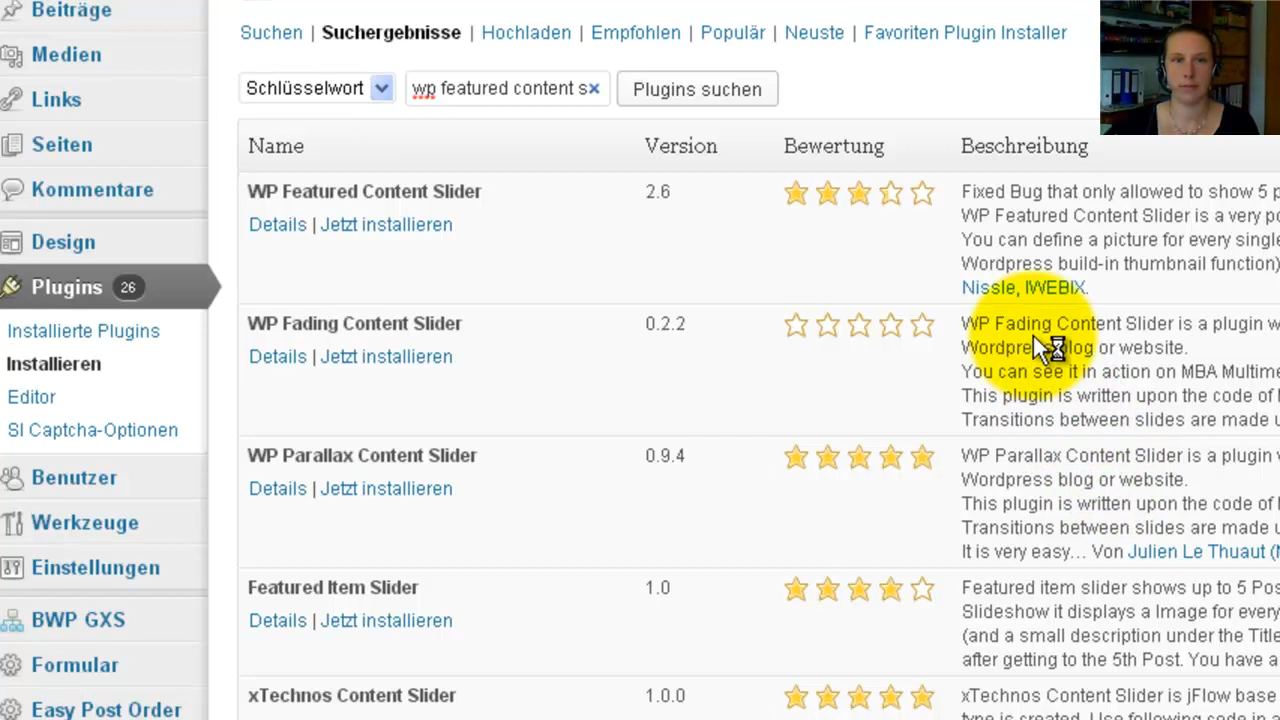 Beiträge
Medien
Links
Seiten
Kommentare
Design
Plugins 26
Installierte Plugins
Installieren
Editor
SI Captcha-Optionen
Benutzer
Werkzeuge
Einstellungen
BWP GXS
Formular
Easy Post Order
Suchen | Suchergebnisse | Hochladen | Empfohlen | Populär | Neuste | Favoriten Plugin Installer
Schlüsselwort wp featured content s Plugins suchen
Name Version Bewertung Beschreibung
WP Featured Content Slider 2.6
Details | Jetzt installieren
Fixed Bug that only allowed to show 5 p
WP Featured Content Slider is a very po
You can define a picture for every single
Wordpress build-in thumbnail function)
Nissle, IWEBIX.
WP Fading Content Slider 0.2.2
Details | Jetzt installieren
WP Fading Content Slider is a plugin w
Wordpress blog or website.
You can see it in action on MBA Multime
This plugin is written upon the code of
Transitions between slides are made u
WP Parallax Content Slider 0.9.4
Details | Jetzt installieren
WP Parallax Content Slider is a plugin
Wordpress blog or website.
This plugin is written upon the code of
Transitions between slides are made u
It is very easy… Von Julien Le Thuaut (
Featured Item Slider 1.0
Details | Jetzt installieren
Featured item slider shows up to 5 Pos
Slideshow it displays a Image for every
(and a small description under the Title
after getting to the 5th Post. You have a
xTechnos Content Slider 1.0.0
xTechnos Content Slider is jFlow base
type is created. Use following code in